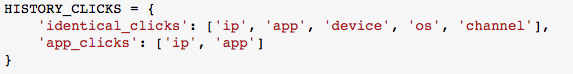 HISTORY_CLICKS = {
    'identical_clicks': ['ip', 'app', 'device', 'os', 'channel'],
    'app_clicks': ['ip', 'app']
}